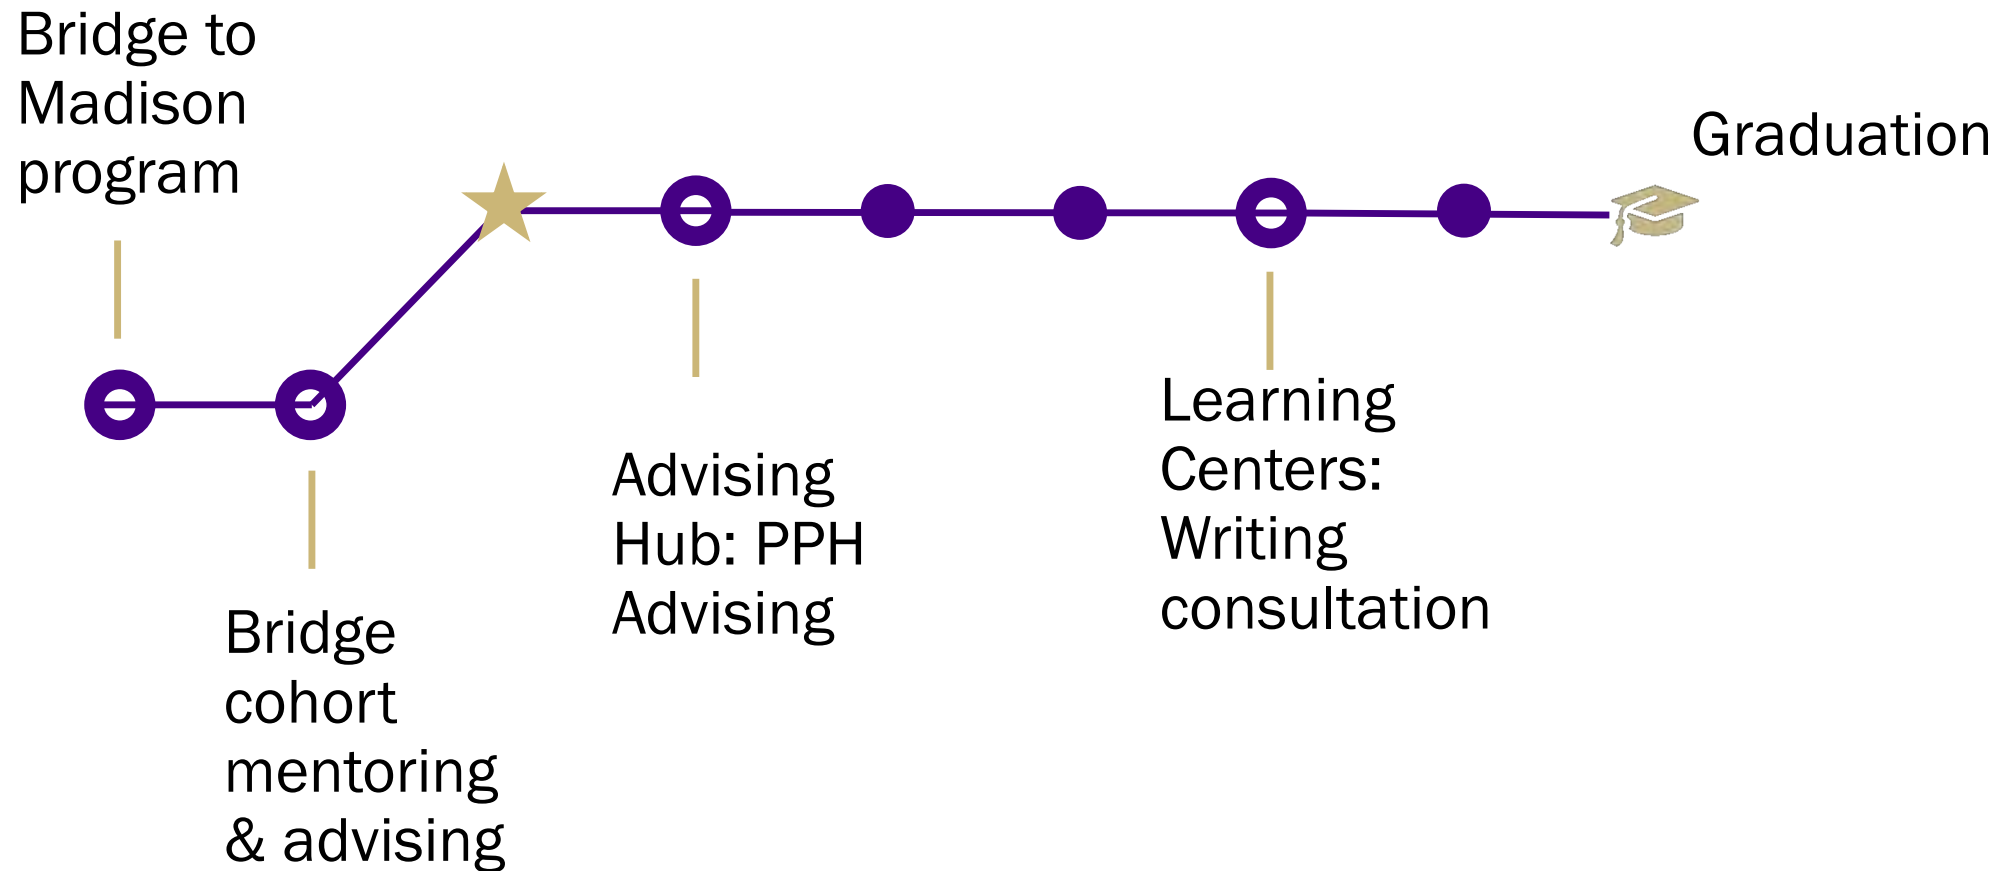 Bridge to
Madison
program
Bridge
cohort
mentoring
& advising
Advising
Hub: PPH
Advising
Learning
Centers:
Writing
consultation
Graduation